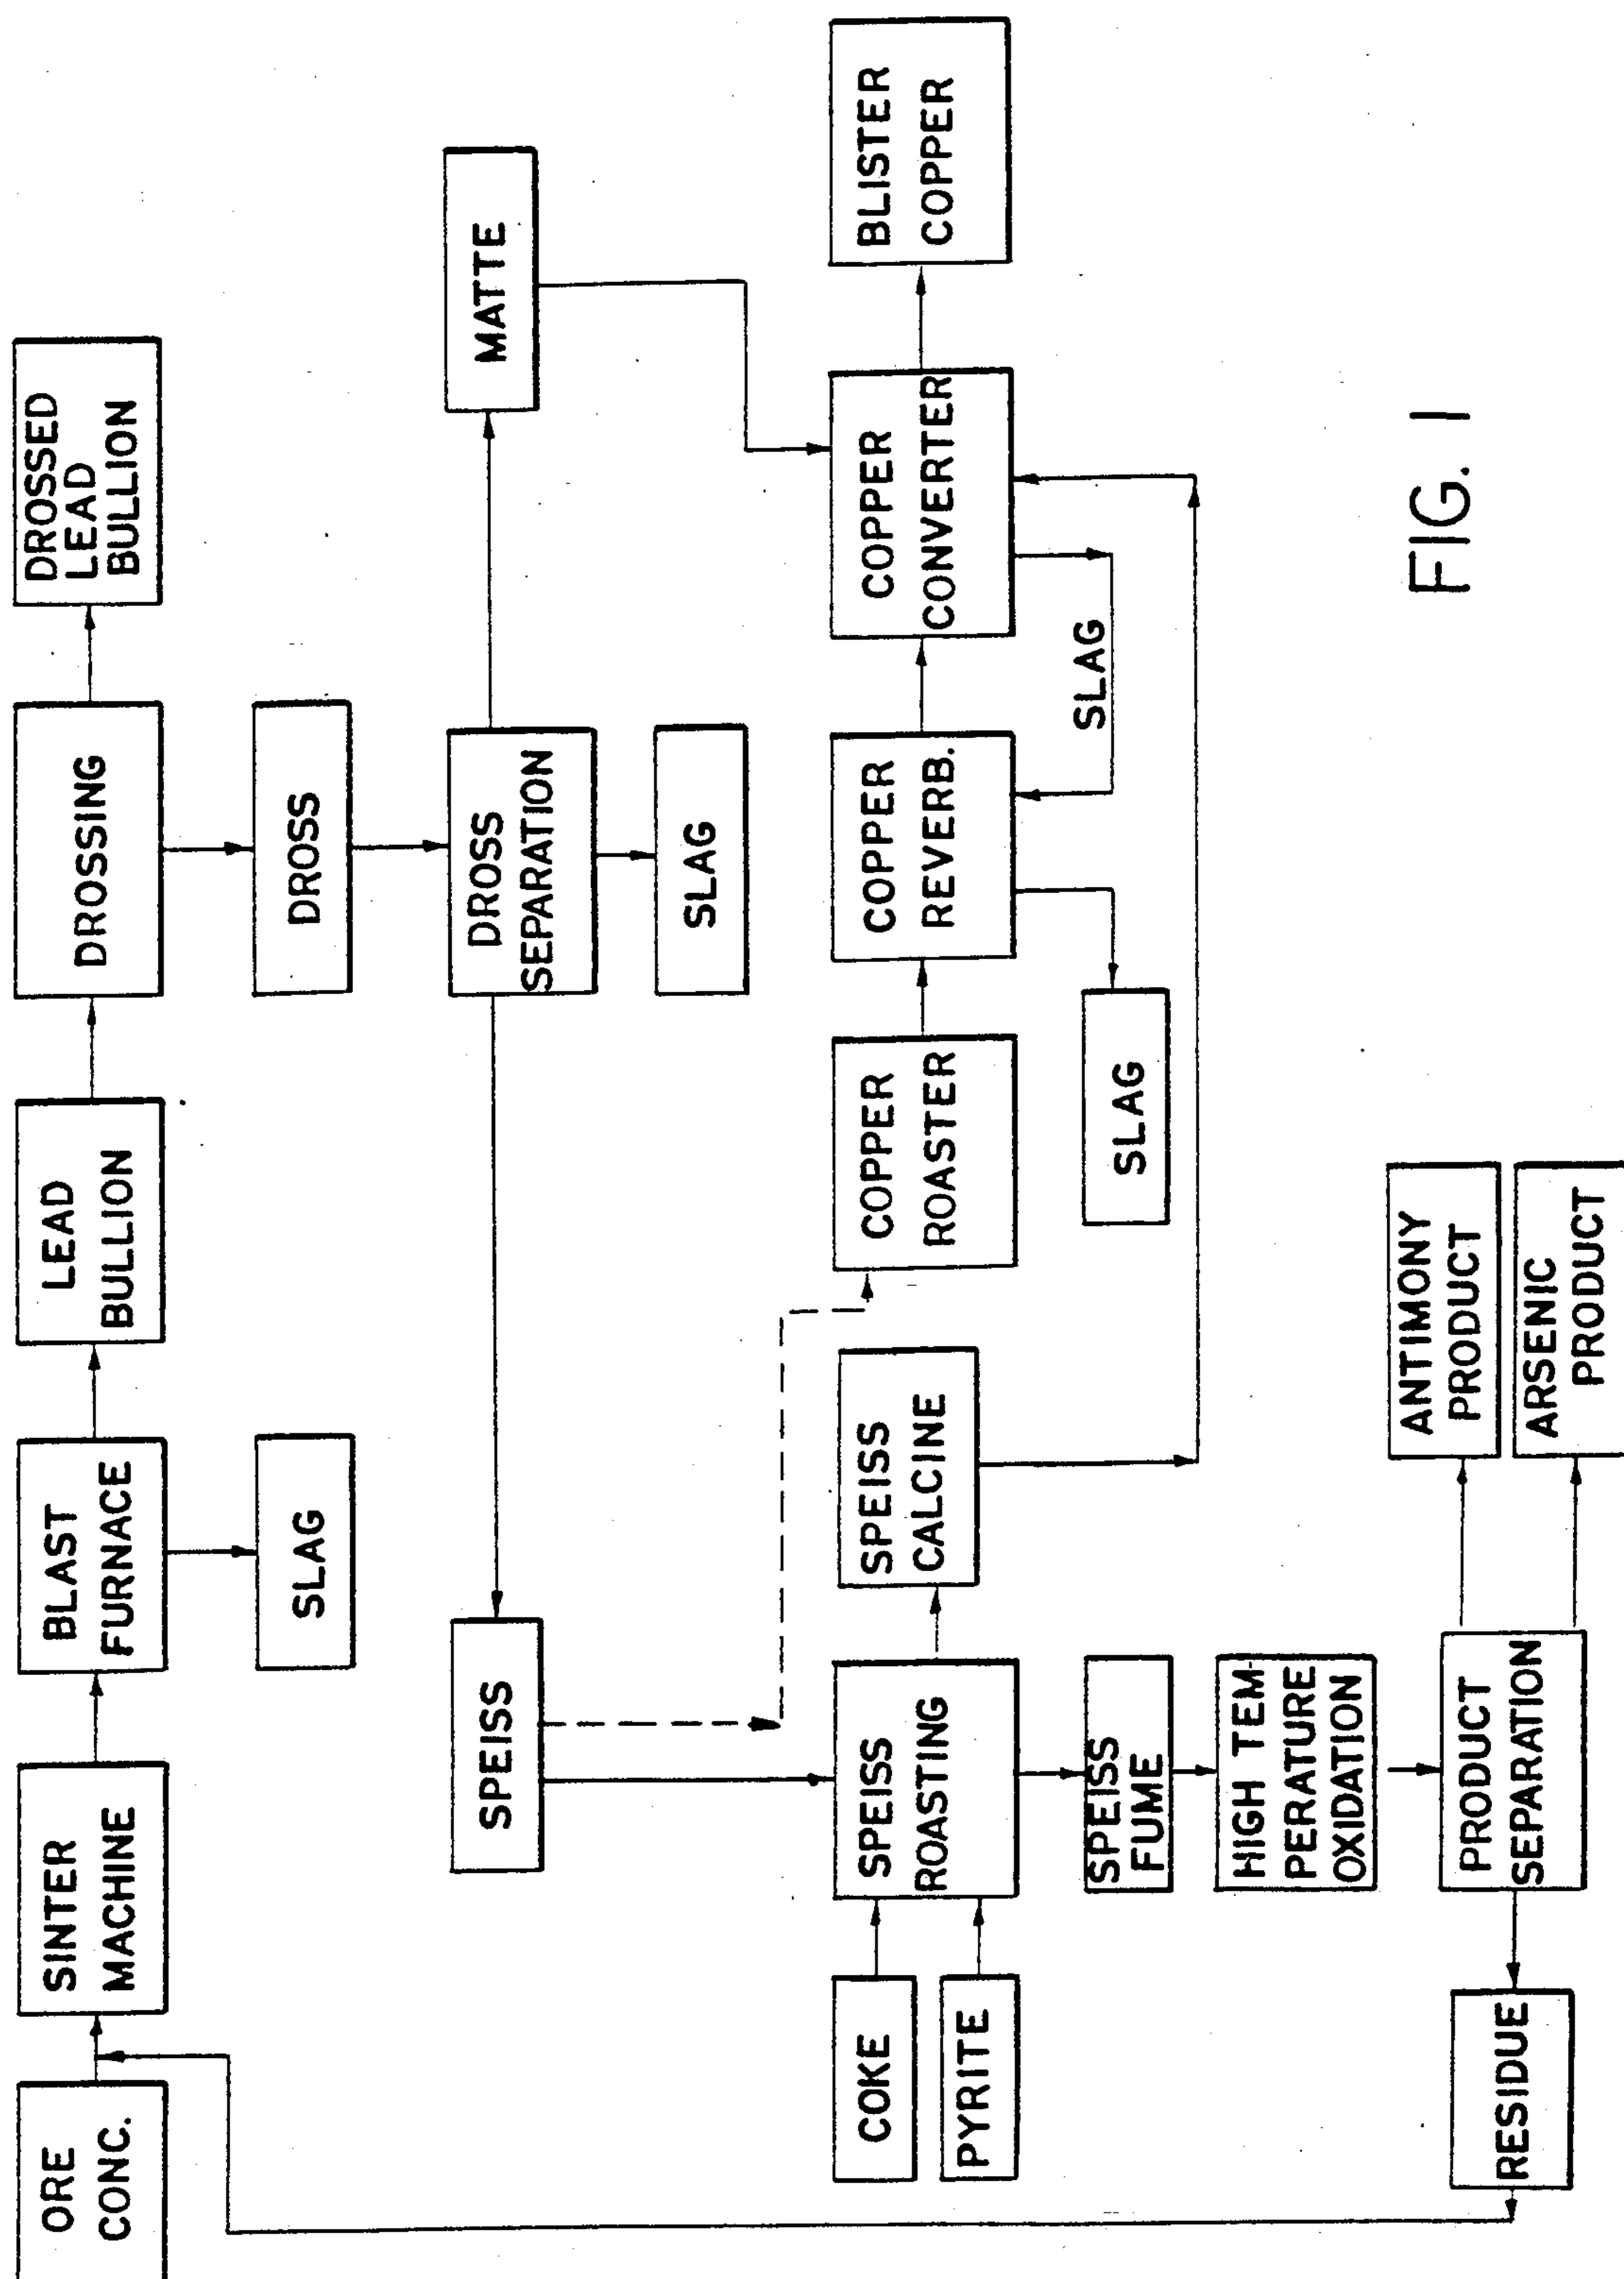 ORE
CONC.
SINTER
MACHINE
BLAST
FURNACE
LEAD
BULLION
DROSSING
DROSSED
LEAD
BULLION
SLAG
DROSS
SPEISS
DROSS
SEPARATION
MATTE
SLAG
COKE
PYRITE
SPEISS
ROASTING
SPEISS
CALCINE
COPPER
ROASTER
COPPER
REVERB.
COPPER
CONVERTER
BLISTER
COPPER
SLAG
SLAG
SPEISS
FUME
HIGH TEM-
PERATURE
OXIDATION
RESIDUE
PRODUCT
SEPARATION
ANTIMONY
PRODUCT
ARSENIC
PRODUCT
FIG. 1